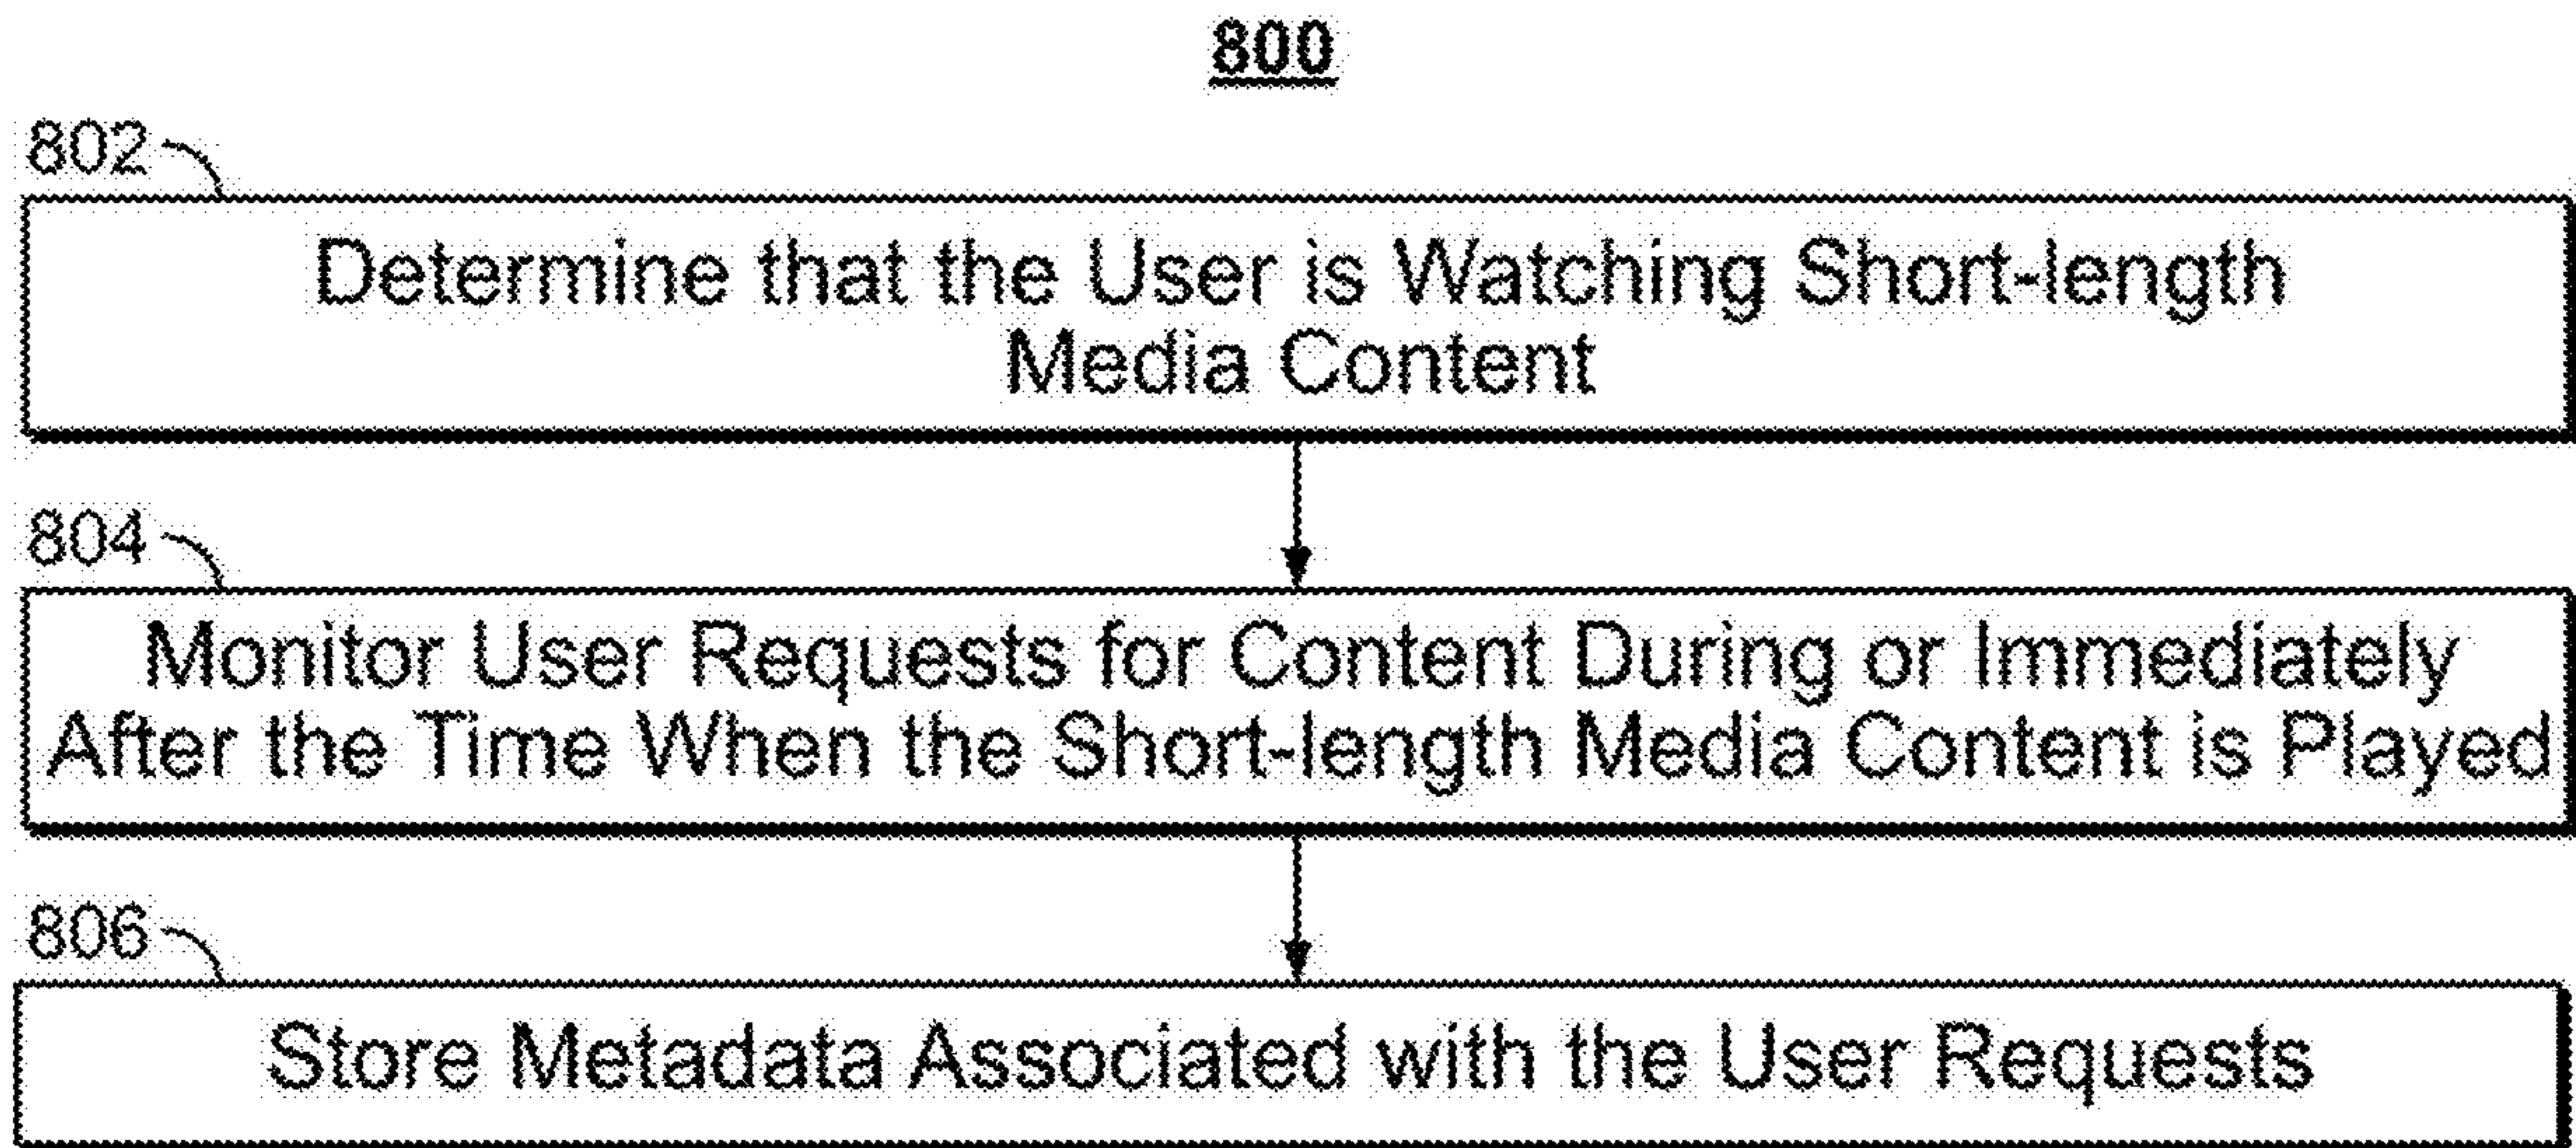 800
802
Determine that the User is Watching Short-length
Media Content
804
Monitor User Requests for Content During or Immediately
After the Time When the Short-length Media Content is Played
806
Store Metadata Associated with the User Requests